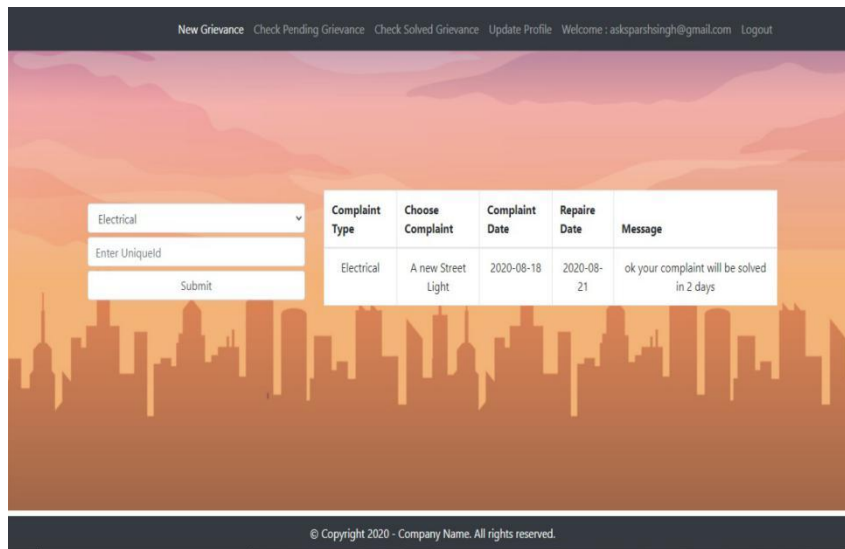 New Grievance Check Pending Grievance Check Solved Grievance Update Profile Welcome : asksparshsingh@gmail.com Logout
Electrical
Enter UniqueId
Submit
Complaint Type
Choose Complaint
Complaint Date
Repaire Date
Message
Electrical
A new Street
Light
2020-08-18
2020-08-
21
ok your complaint will be solved
in 2 days
© Copyright 2020 - Company Name. All rights reserved.